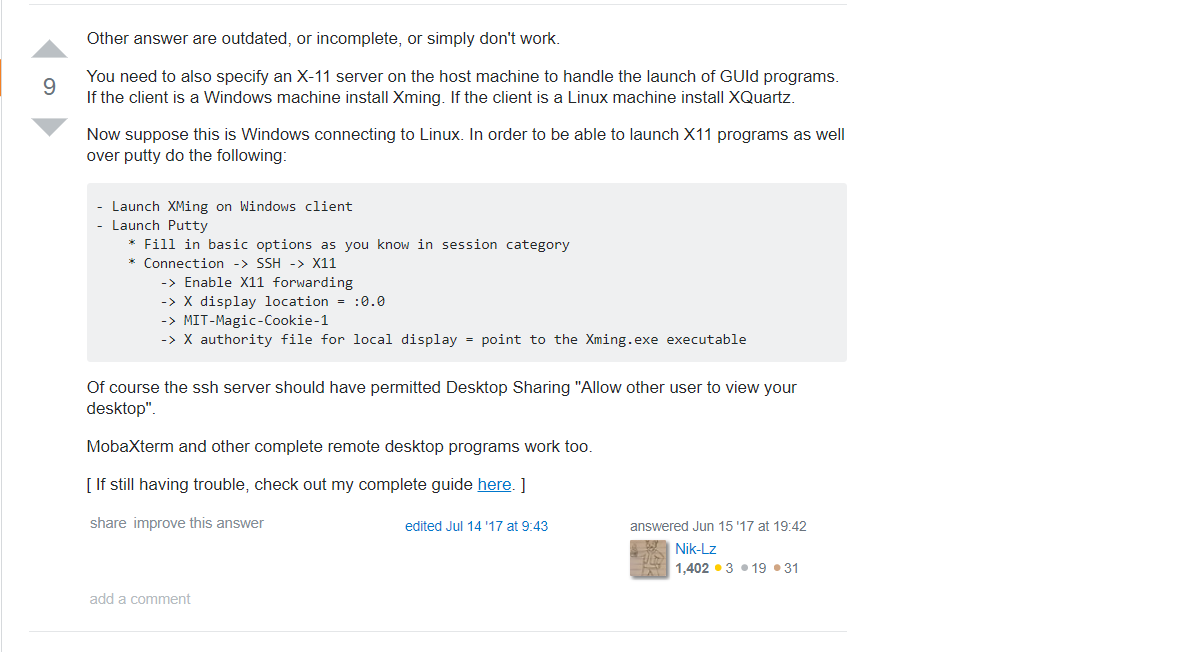 Other answer are outdated, or incomplete, or simply don't work.
9
You need to also specify an X-11 server on the host machine to handle the launch of GUId programs.
If the client is a Windows machine install Xming. If the client is a Linux machine install XQuartz.
Now suppose this is Windows connecting to Linux. In order to be able to launch X11 programs as well
over putty do the following:
- Launch XMing on Windows client
- Launch Putty
* Fill in basic options as you know in session category
* Connection -> SSH -> X11
-> Enable X11 forwarding
-> X display location = :0.0
-> MIT-Magic-Cookie-1
-> X authority file for local display = point to the Xming.exe executable
Of course the ssh server should have permitted Desktop Sharing "Allow other user to view your
desktop".
MobaXterm and other complete remote desktop programs work too.
[ If still having trouble, check out my complete guide here. ]
share improve this answer
edited Jul 14 '17 at 9:43
answered Jun 15 '17 at 19:42
Nik-Lz
1,402 ● 3 ● 19 ● 31
add a comment